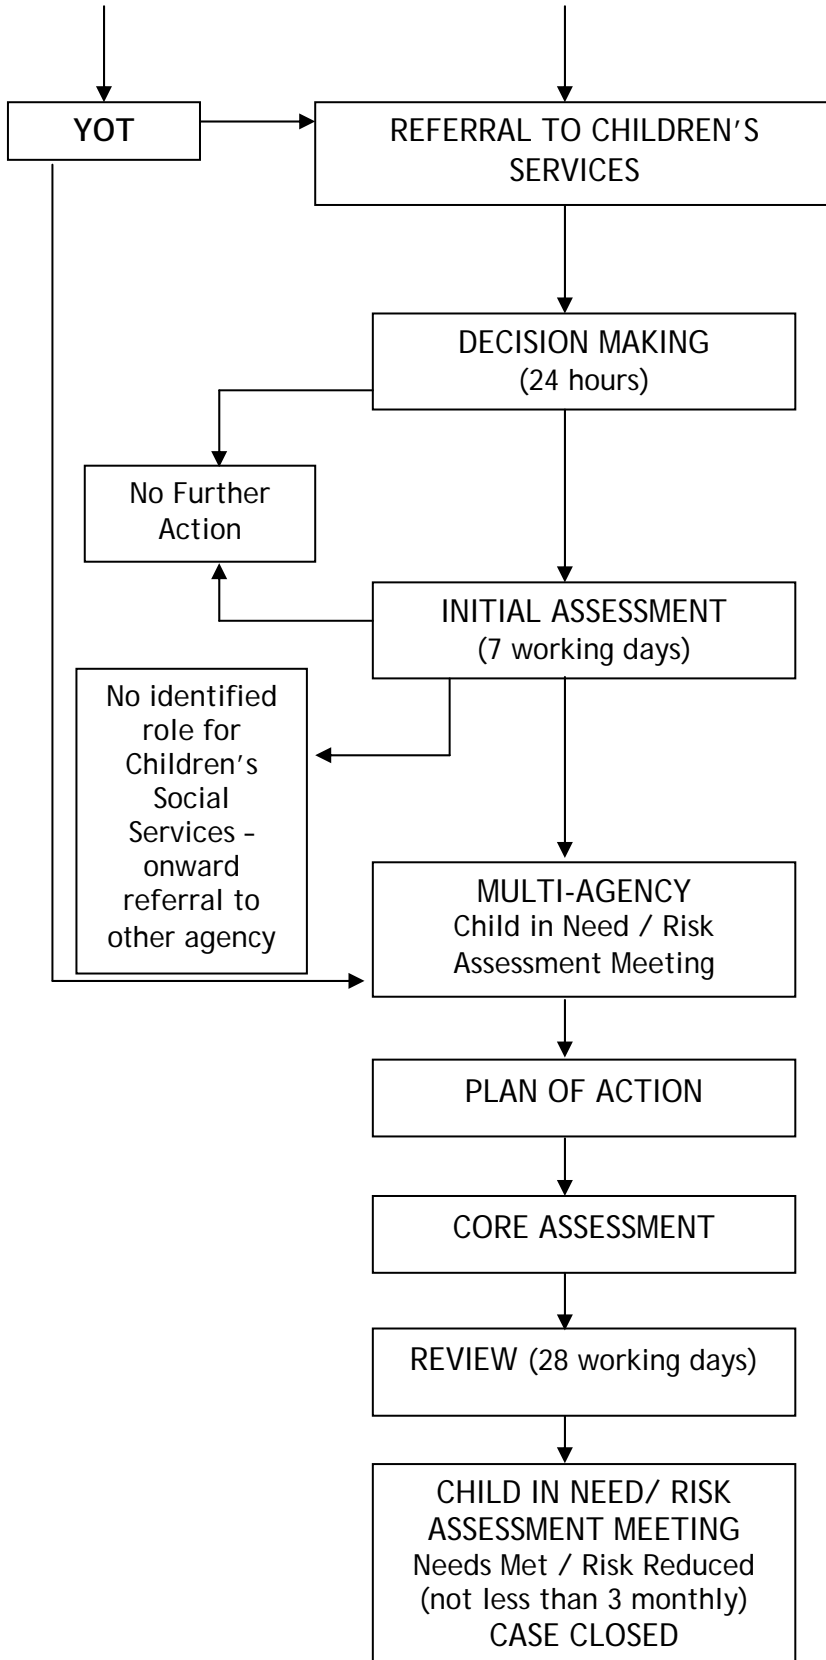 YOT
REFERRAL TO CHILDREN'S
SERVICES
DECISION MAKING
(24 hours)
No Further
Action
INITIAL ASSESSMENT
(7 working days)
No identified
role for
Children's
Social
Services –
onward
referral to
other agency
MULTI-AGENCY
Child in Need / Risk
Assessment Meeting
PLAN OF ACTION
CORE ASSESSMENT
REVIEW (28 working days)
CHILD IN NEED/ RISK
ASSESSMENT MEETING
Needs Met / Risk Reduced
(not less than 3 monthly)
CASE CLOSED